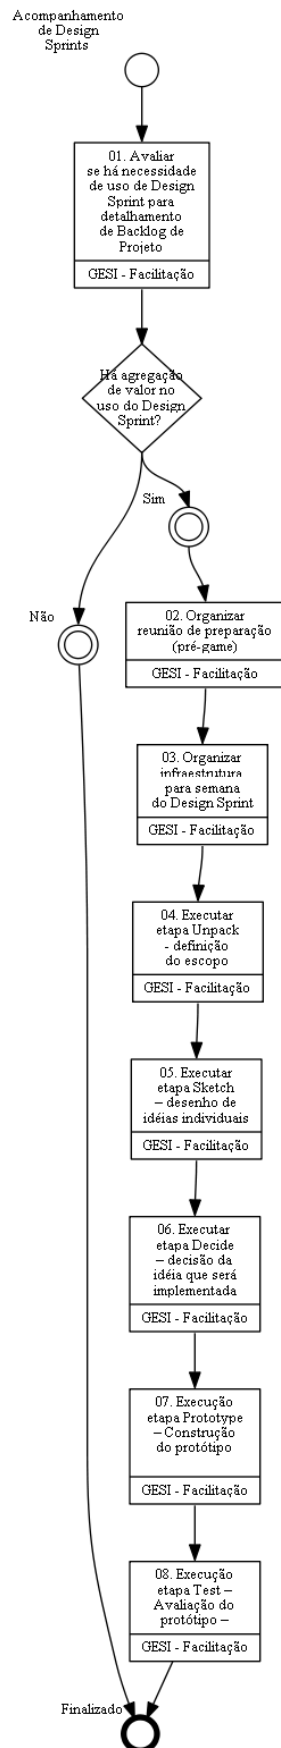 Acompanhamento
de Design
Sprints
01. Avaliar
se há necessidade
de uso de Design
Sprint para
detalhamento
de Backlog de
Projeto
GESI - Facilitação
Há agregação
de valor no
uso do Design
Sprint?
Sim
Não
02. Organizar
reunião de preparação
(pré-game)
GESI - Facilitação
03. Organizar
infraestrutura
para semana
do Design Sprint
GESI - Facilitação
04. Executar
etapa Unpack
- definição
do escopo
GESI - Facilitação
05. Executar
etapa Sketch
– desenho de
idéias individuais
GESI - Facilitação
06. Executar
etapa Decide
– decisão da
idéia que será
implementada
GESI - Facilitação
07. Execução
etapa Prototype
– Construção
do protótipo
GESI - Facilitação
08. Execução
etapa Test –
Avaliação do
protótipo –
GESI - Facilitação
Finalizado